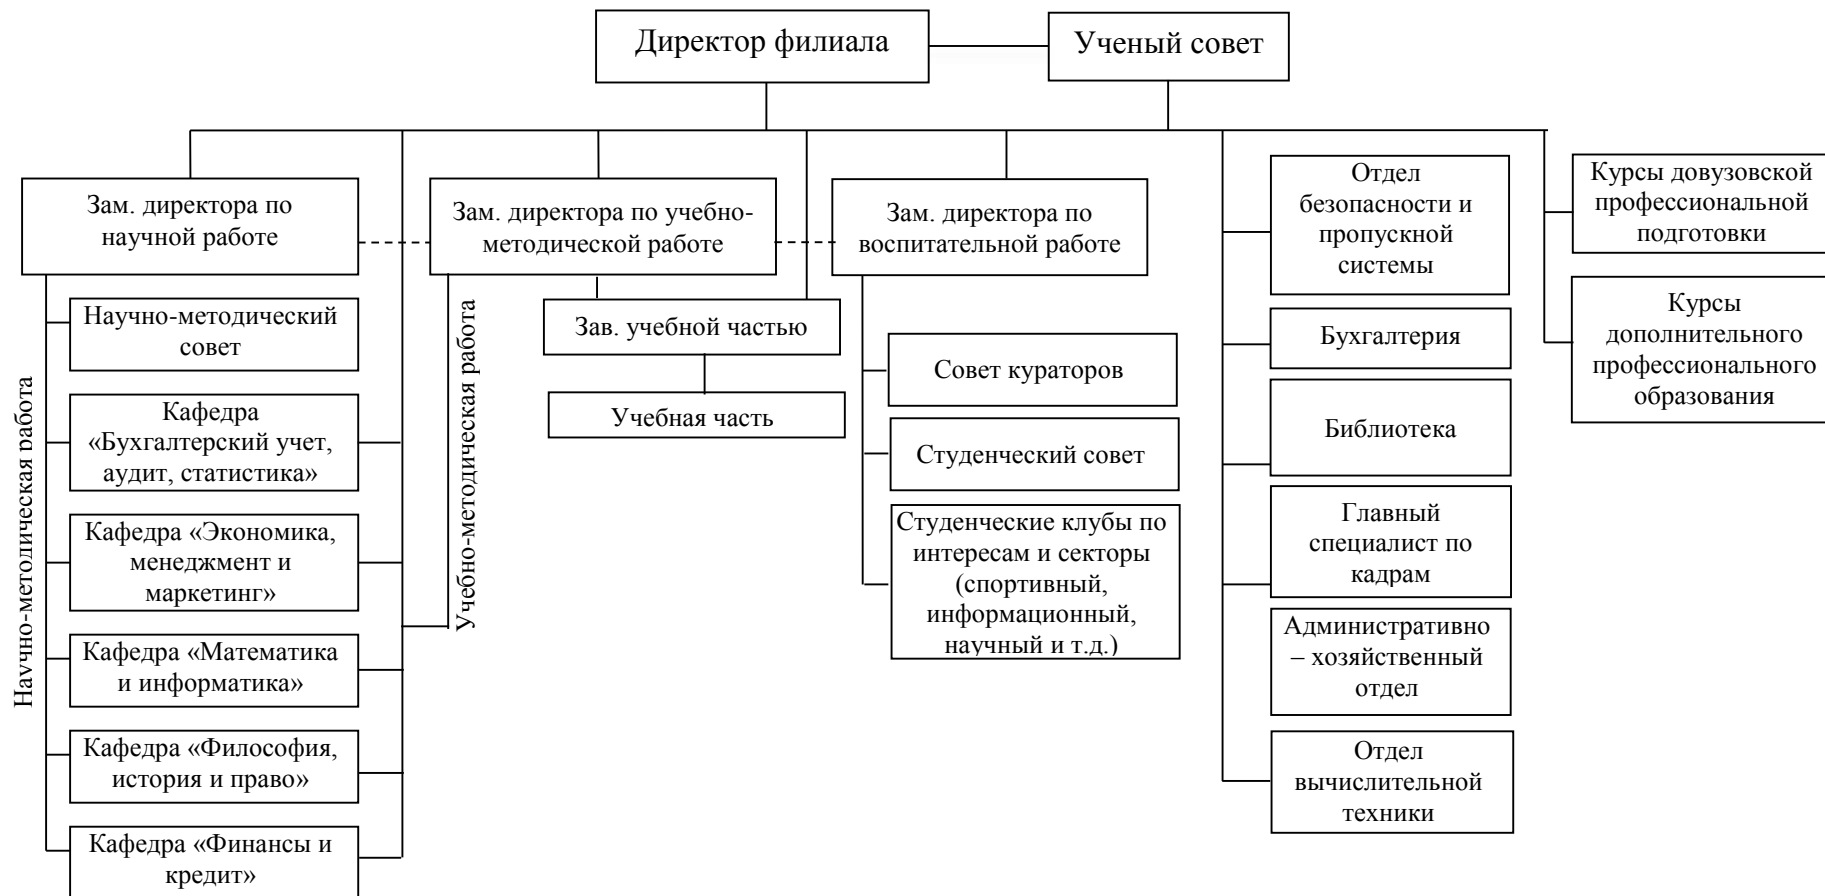 Директор филиала
Ученый совет
Зам. директора по
научной работе
Зам. директора по учебно-
методической работе
Зам. директора по
воспитательной работе
Отдел
безопасности и
пропускной
системы
Курсы довузовской
профессиональной
подготовки
Научно-методическая работа
Научно-методический
совет
Кафедра
«Бухгалтерский учет,
аудит, статистика»
Кафедра «Экономика,
менеджмент и
маркетинг»
Кафедра «Математика
и информатика»
Кафедра «Философия,
история и право»
Кафедра «Финансы и
кредит»
Учебно-методическая работа
Зав. учебной частью
Учебная часть
Совет кураторов
Студенческий совет
Студенческие клубы по
интересам и секторы
(спортивный,
информационный,
научный и т.д.)
Бухгалтерия
Библиотека
Главный
специалист по
кадрам
Административно
– хозяйственный
отдел
Отдел
вычислительной
техники
Курсы
дополнительного
профессионального
образования